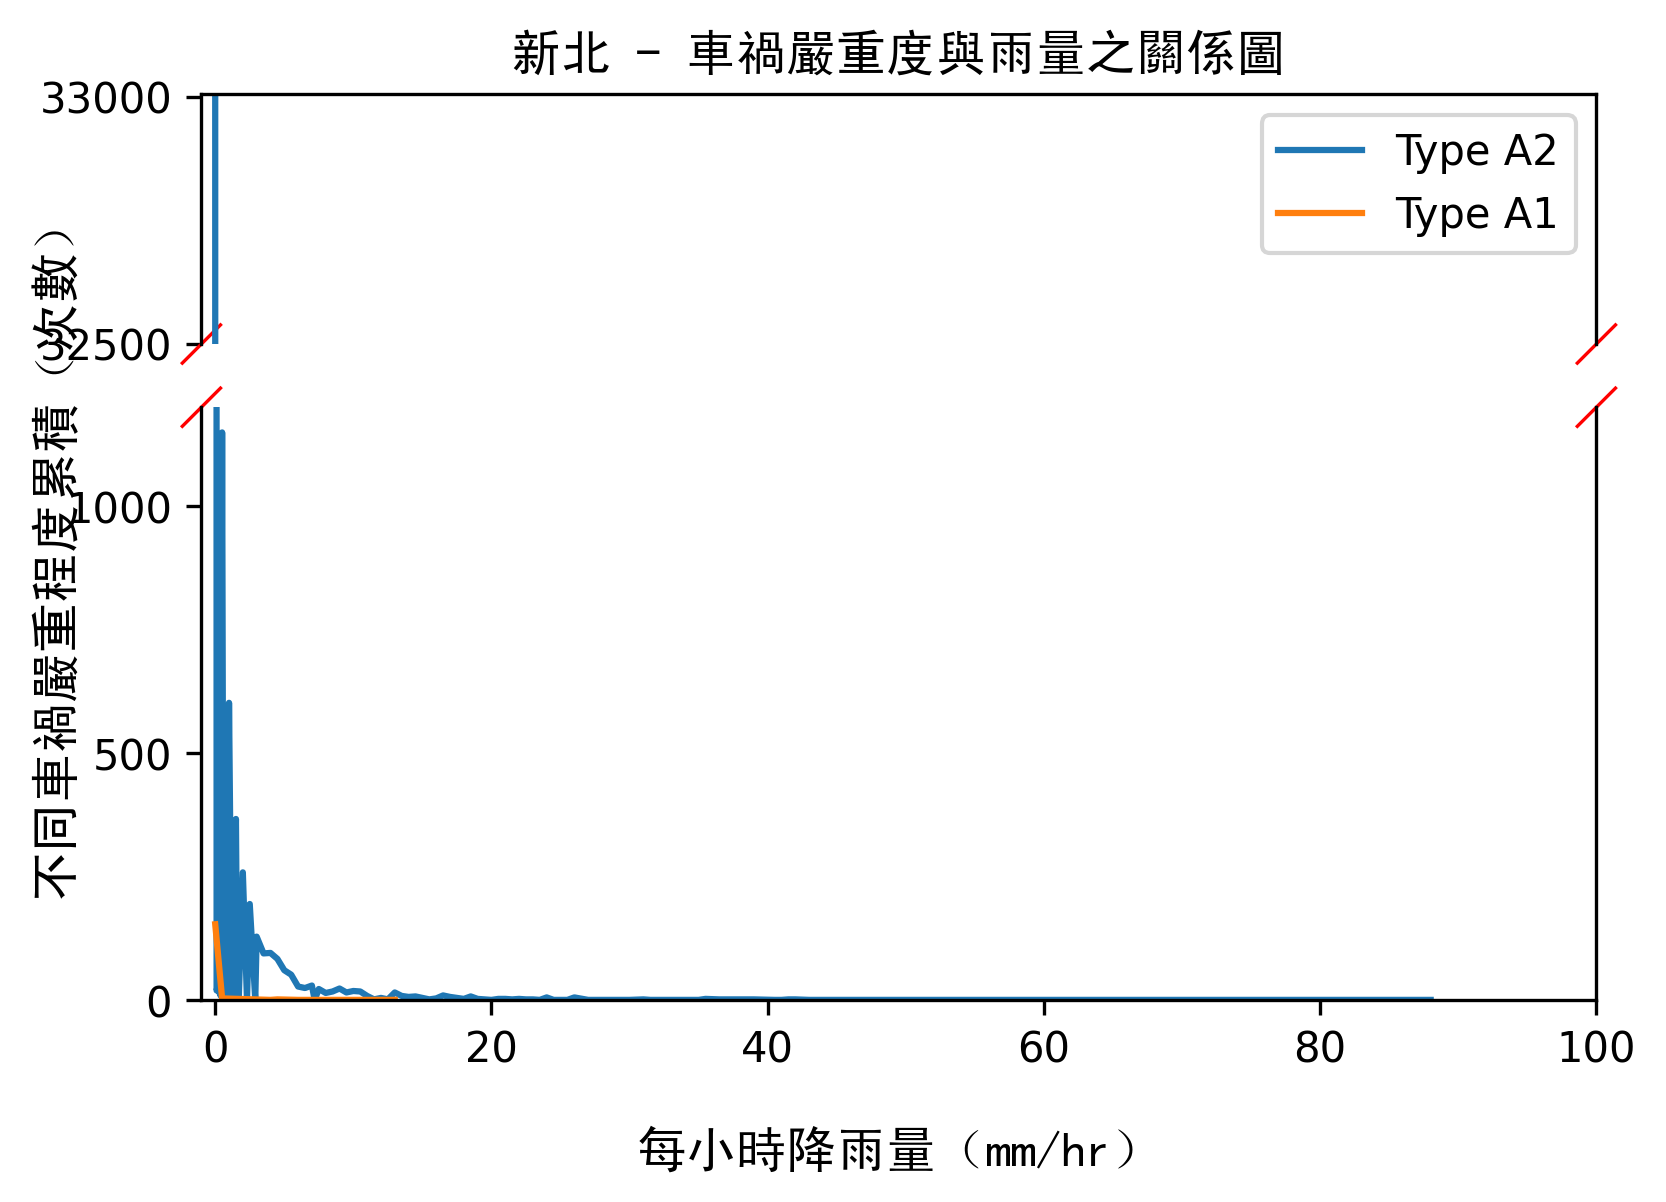 新北 - 車禍嚴重度與雨量之關係圖
33000
32500
1000
500
0
不同車禍嚴重程度累積（次數）
Type A2
Type A1
0 20 40 60 80 100
每小時降雨量（mm/hr）